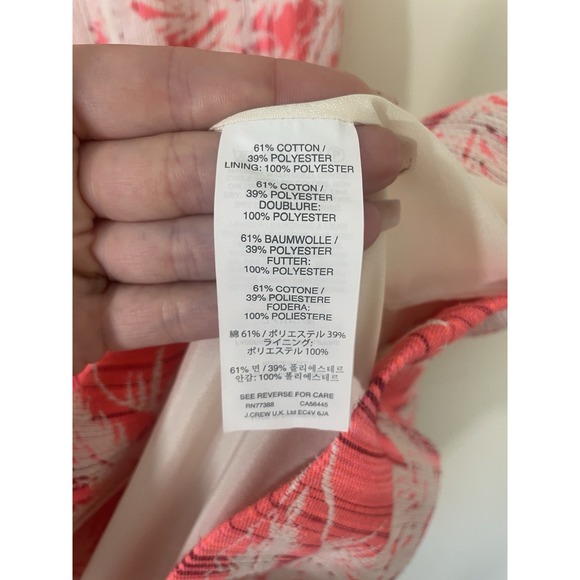 61% COTTON /
39% POLYESTER
LINING: 100% POLYESTER
61% COTON /
39% POLYESTER
DOUBLURE:
100% POLYESTER
61% BAUMWOLLE /
39% POLYESTER
FUTTER:
100% POLYESTER
61% COTONE /
39% POLIESTERE
FODERA:
100% POLIESTERE
綿 61% / ポリエステル 39%
ライニング:
ポリエステル 100%
61% 면 / 39% 폴리에스테르
안감: 100% 폴리에스테르
SEE REVERSE FOR CARE
RN77388 CA56445
J.CREW U.K. Ltd EC4V 6JA